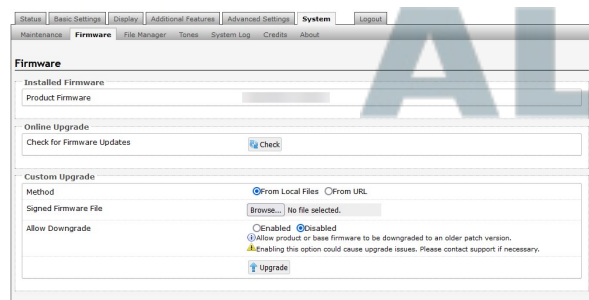 Status Basic Settings Display Additional Features Advanced Settings System Logout
Maintenance Firmware File Manager Tones System Log Credits About
AL
Firmware
Installed Firmware
Product Firmware
Online Upgrade
Check for Firmware Updates Check
Custom Upgrade
Method From Local Files From URL
Signed Firmware File Browse... No file selected.
Allow Downgrade Enabled Disabled
Allow product or base firmware to be downgraded to an older patch version.
Enabling this option could cause upgrade issues. Please contact support if necessary.
Upgrade